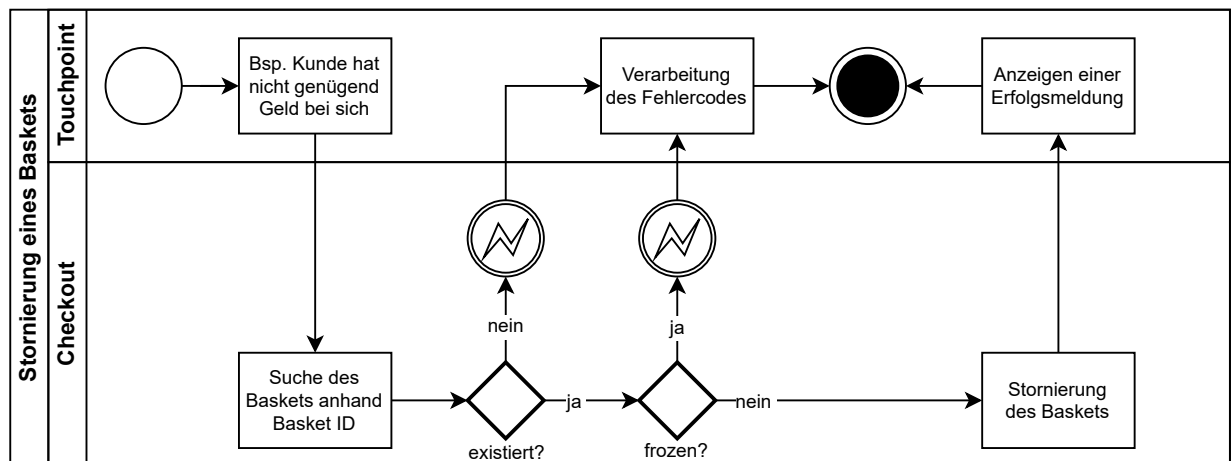 Stornierung eines Baskets
Touchpoint
Bsp. Kunde hat
nicht genügend
Geld bei sich
Verarbeitung
des Fehlercodes
Anzeigen einer
Erfolgsmeldung
Checkout
Suche des
Baskets anhand
Basket ID
nein
existiert?
ja
ja
frozen?
nein
Stornierung
des Baskets